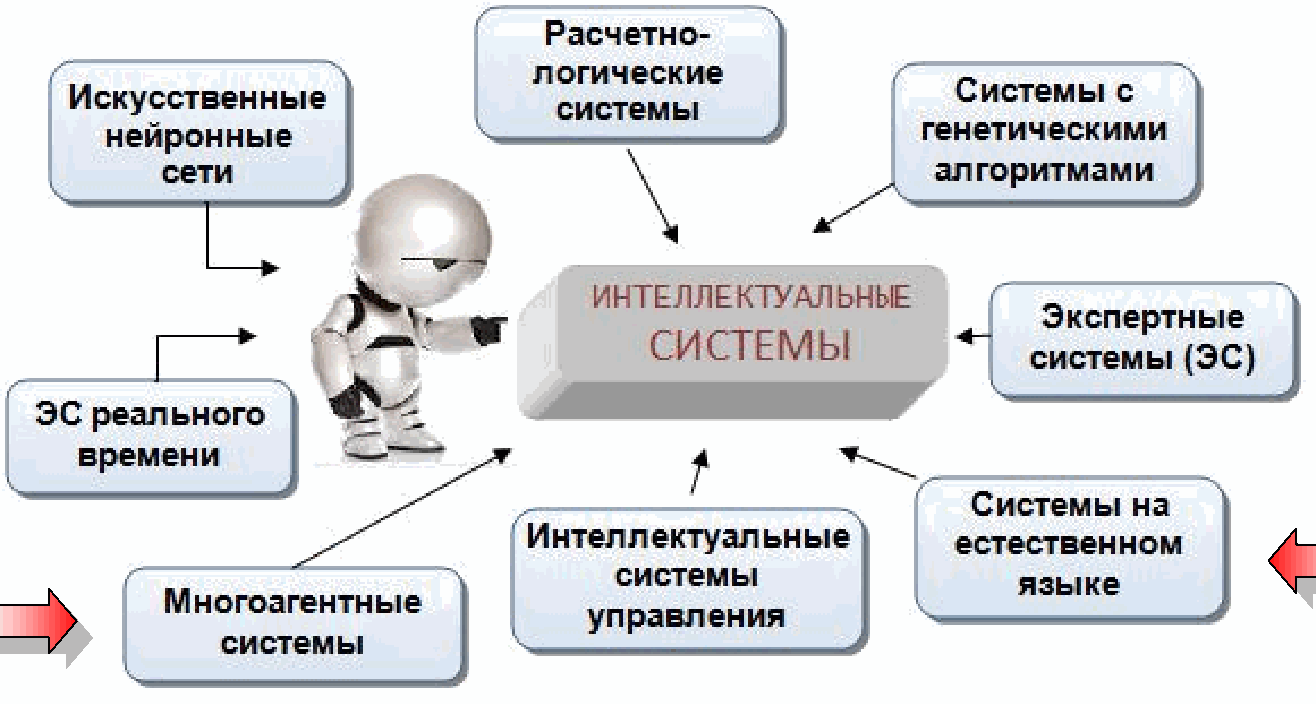 Расчетно-
логические
системы
Искусственные
нейронные
сети
Системы с
генетическими
алгоритмами
ИНТЕЛЛЕКТУАЛЬНЫЕ
СИСТЕМЫ
Экспертные
системы (ЭС)
ЭС реального
времени
Системы на
естественном
языке
Интеллектуальные
системы
управления
Многоагентные
системы